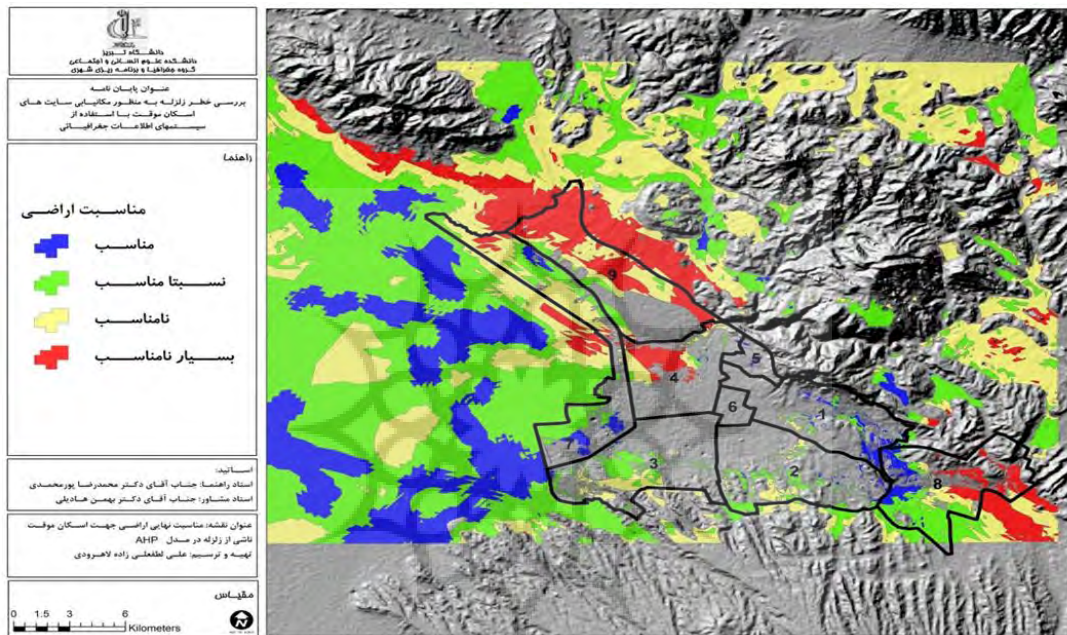 دانشگاه تبریز
دانشکده علوم انسانی و اجتماعی
گروه جغرافیا و برنامه ریزی شهری
عنوان پایان نامه
بررسی خطر زلزله به منظور مکانیابی سایت های
اسکان موقت با استفاده از
سیستمهای اطلاعات جغرافیاتی
راهنما
مناسبت اراضی
مناسب
نسبتا مناسب
نامناسب
بسیار نامناسب
اساتید:
استاد راهنما: جناب آقای دکتر محمدرضا پورمحمدی
استاد مشاور: جناب آقای دکتر بهمن هادیلی
عنوان نقشه: مناسبت نهایی اراضی جهت اسکان موقت
ناشی از زلزله در مدل AHP
تهیه و ترسیم: علی لطفعلی زاده لاهرودی
مقیاس
0 1.5 3 6
Kilometers
N
9
5
4
6
1
7
3
2
8